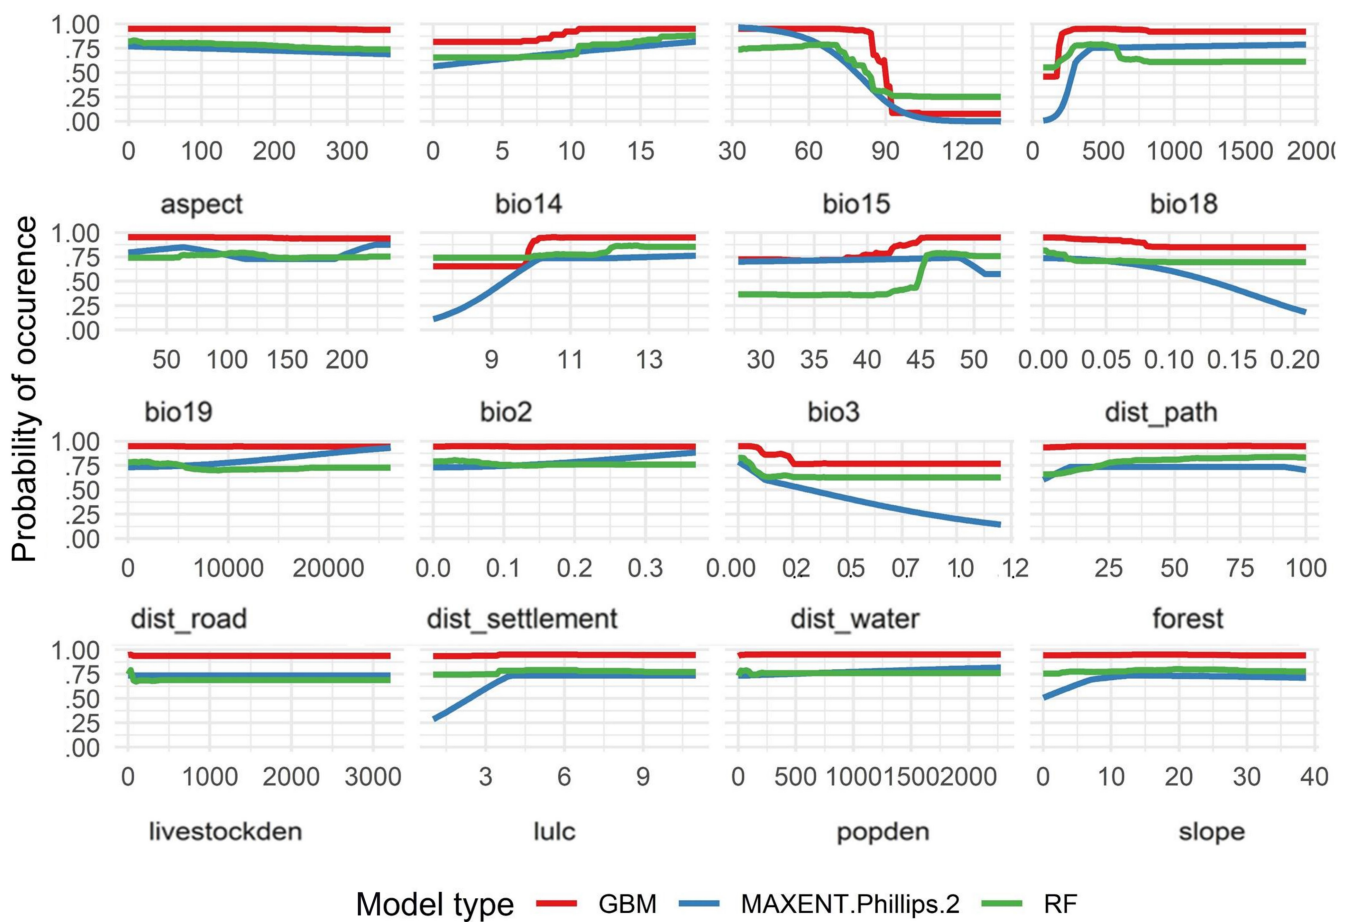 1.00
.75
.50
.25
.00
0 100 200 300
0 5 10 15
30 60 90 120
0 500 1000 1500 200
aspect bio14 bio15 bio18
1.00
.75
.50
.25
.00
50 100 150 200
9 11 13
30 35 40 45 50
0.00 0.05 0.10 0.15 0.20
bio19 bio2 bio3 dist_path
Probability of occurence
1.00
.75
.50
.25
.00
0 10000 20000
0.0 0.1 0.2 0.3
0.00 0.2 0.5 0.7 1.0 1.2
25 50 75 100
dist_road dist_settlement dist_water forest
1.00
.75
.50
.25
.00
0 1000 2000 3000
3 6 9
0 500 1000 1500 2000
0 10 20 30 40
livestockden lulc popden slope
Model type GBM MAXENT.Phillips.2 RF